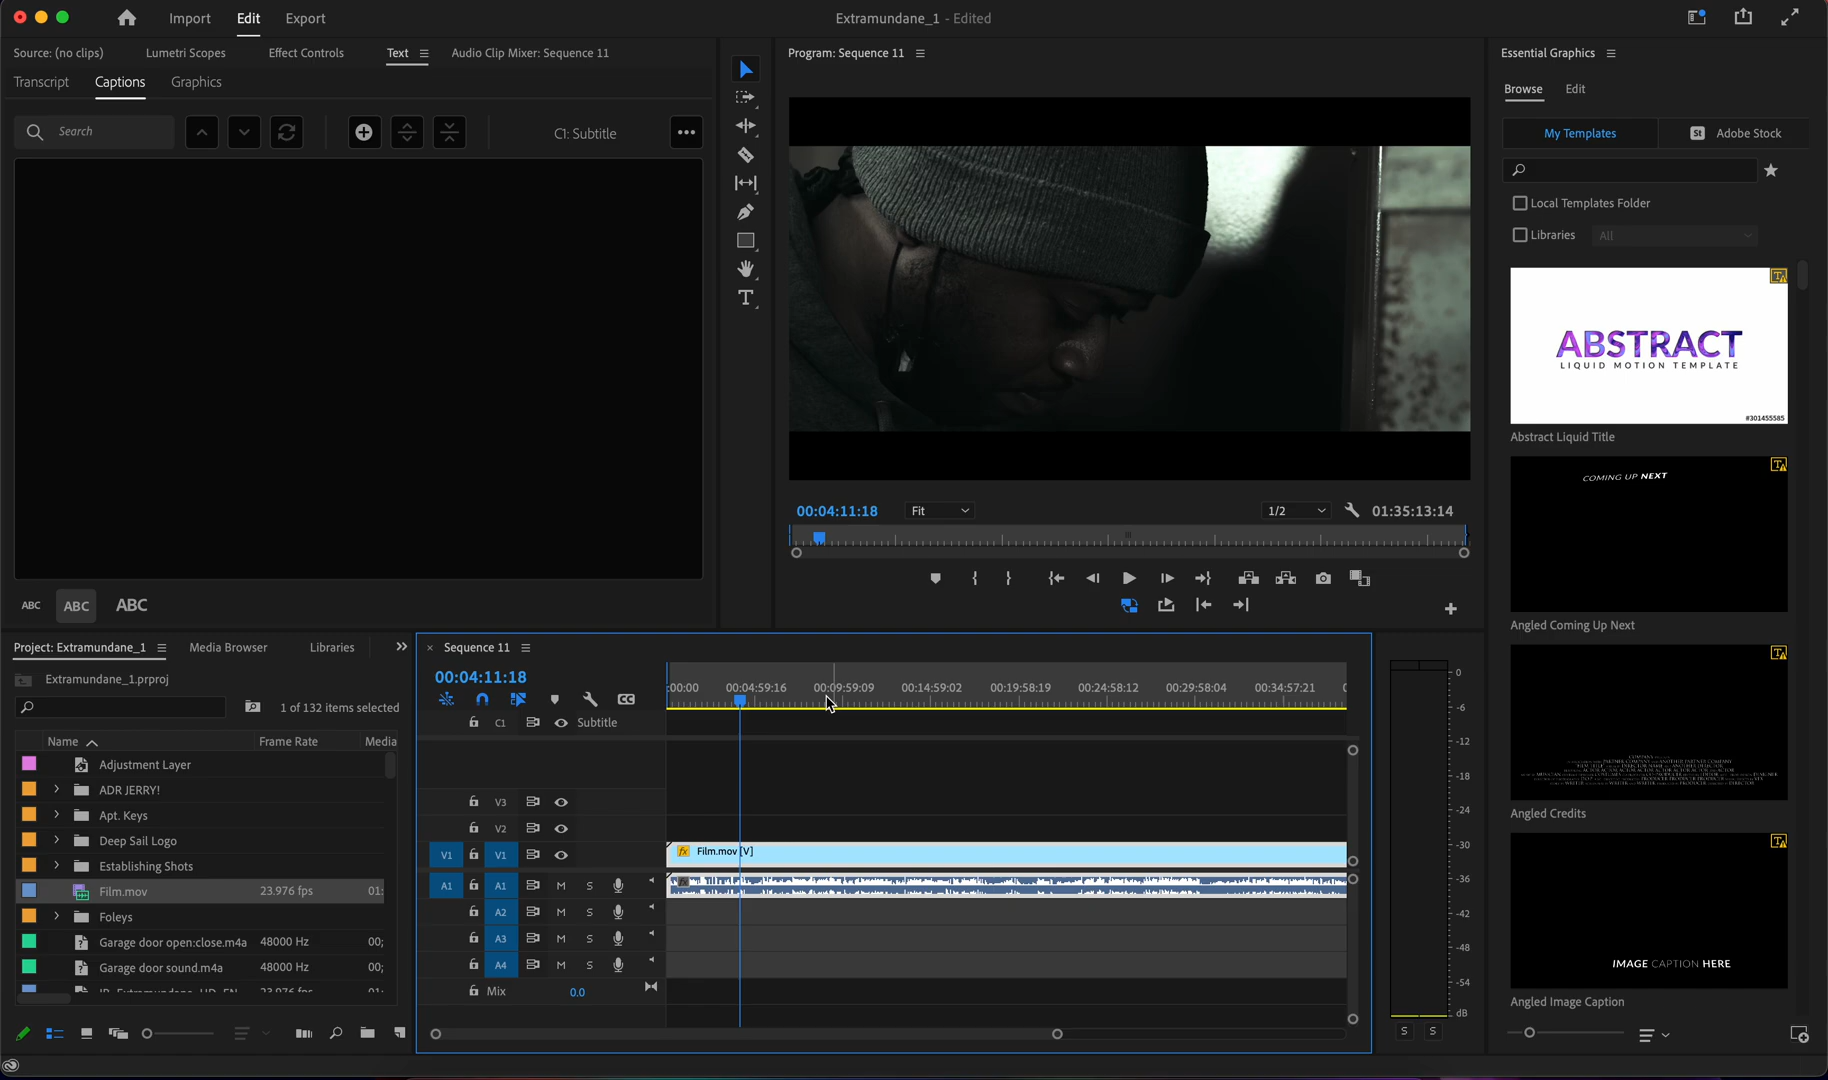 Import Edit Export Extramundane_1 - Edited
Source: (no clips) Lumetri Scopes Effect Controls Text Audio Clip Mixer: Sequence 11 Program: Sequence 11 Essential Graphics
Transcript Captions Graphics
Browse Edit
Search C1: Subtitle
My Templates St Adobe Stock
Local Templates Folder
Libraries All
ABSTRACT
LIQUID MOTION TEMPLATE
#301455585
Abstract Liquid Title
COMING UP NEXT
Angled Coming Up Next
Angled Credits
IMAGE CAPTION HERE
Angled Image Caption
00:04:11:18 Fit 1/2 01:35:13:14
ABC ABC ABC
Project: Extramundane_1 Media Browser Libraries
Extramundane_1.prproj
1 of 132 items selected
Name Frame Rate Media
Adjustment Layer
ADR JERRY!
Apt. Keys
Deep Sail Logo
Establishing Shots
Film.mov 23.976 fps 01:
Foleys
Garage door open:close.m4a 48000 Hz 00;
Garage door sound.m4a 48000 Hz 00;
Sequence 11
00:04:11:18
:00:00 00:04:59:16 00:09:59:09 00:14:59:02 00:19:58:19 00:24:58:12 00:29:58:04 00:34:57:21
CC
C1 Subtitle
V3
V2
V1 V1 fx Film.mov [V]
A1 A1 M S fx
A2 M S
A3 M S
A4 M S
Mix 0.0
0
-6
-12
-18
-24
-30
-36
-42
-48
-54
dB
S S